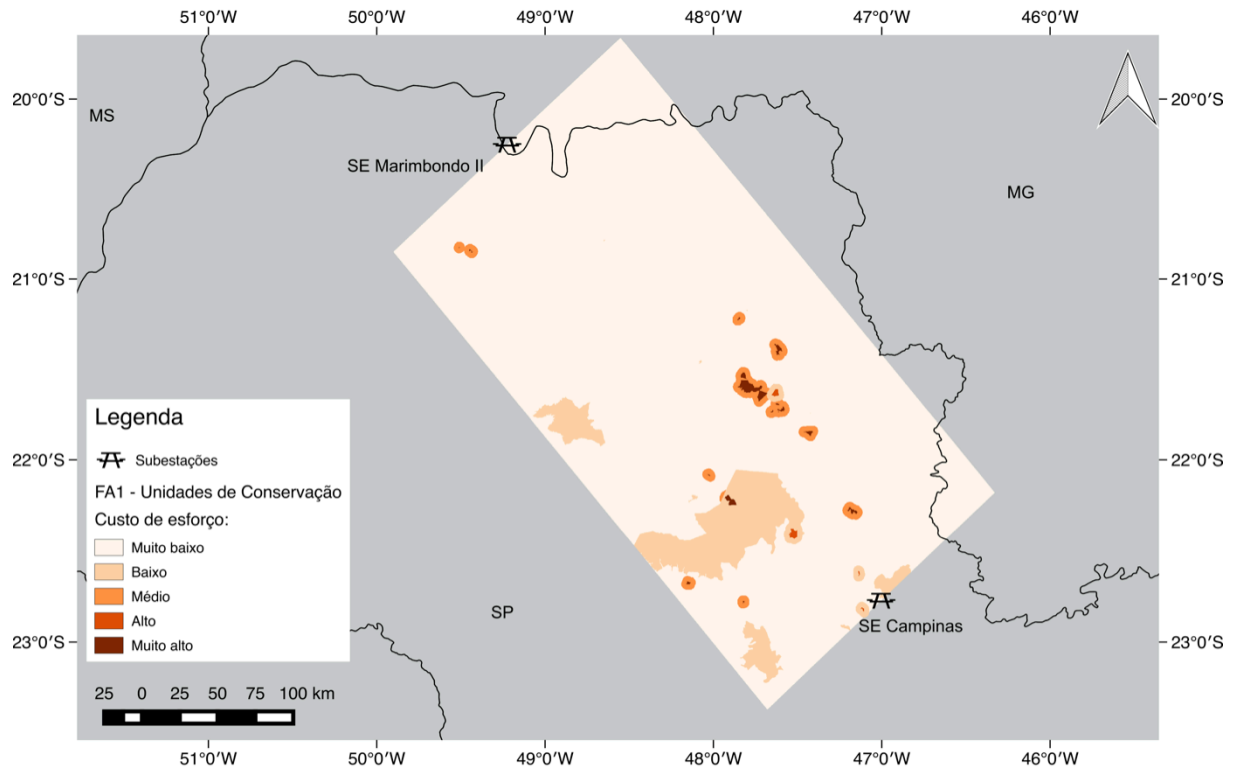 51°0'W 50°0'W 49°0'W 48°0'W 47°0'W 46°0'W
20°0'S 20°0'S
MS
SE Marimbondo II
MG
21°0'S 21°0'S
Legenda
Subestações
22°0'S 22°0'S
FA1 - Unidades de Conservação
Custo de esforço:
Muito baixo
Baixo
Médio
Alto
Muito alto
SP
SE Campinas
23°0'S 23°0'S
25 0 25 50 75 100 km
51°0'W 50°0'W 49°0'W 48°0'W 47°0'W 46°0'W